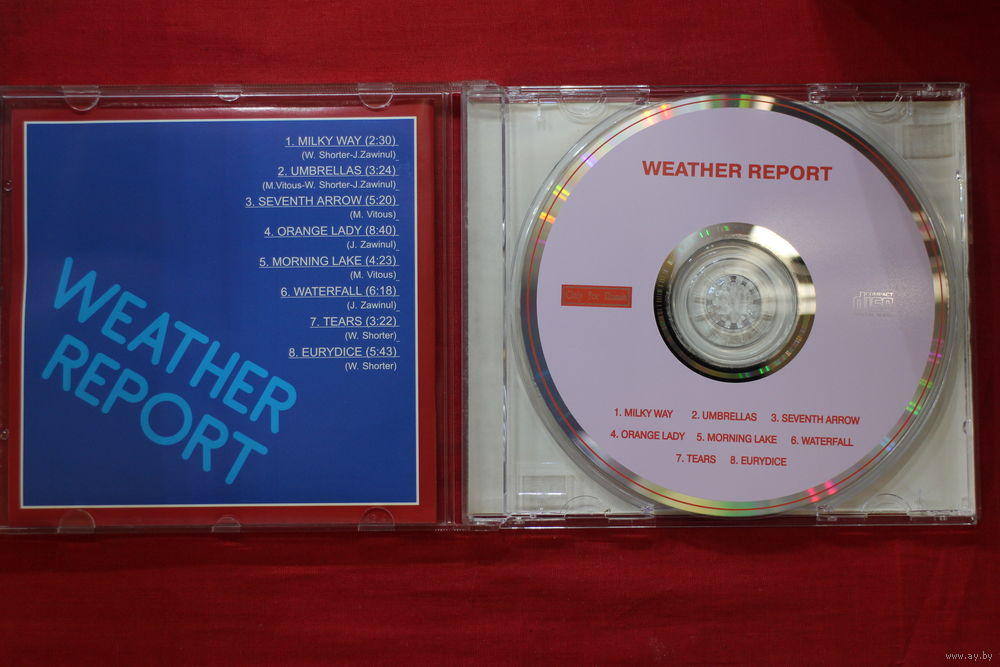 1. MILKY WAY (2:30)
(W. Shorter-J.Zawinul)
2. UMBRELLAS (3:24)
(M.Vitous-W. Shorter-J.Zawinul)
3. SEVENTH ARROW (5:20)
(M. Vitous)
4. ORANGE LADY (8:40)
(J. Zawinul)
5. MORNING LAKE (4:23)
(M. Vitous)
6. WATERFALL (6:18)
(J. Zawinul)
7. TEARS (3:22)
(W. Shorter)
8. EURYDICE (5:43)
(W. Shorter)
WEATHER
REPORT
WEATHER REPORT
COMPACT
disc
1. MILKY WAY 2. UMBRELLAS 3. SEVENTH ARROW
4. ORANGE LADY 5. MORNING LAKE 6. WATERFALL
7. TEARS 8. EURYDICE
www.ay.by